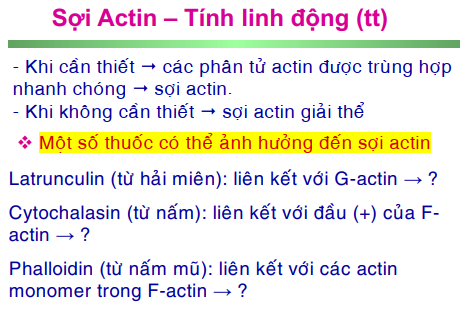 Sợi Actin – Tính linh động (tt)
- Khi cần thiết → các phân tử actin được trùng hợp
nhanh chóng → sợi actin.
- Khi không cần thiết → sợi actin giải thể
❖ Một số thuốc có thể ảnh hưởng đến sợi actin
Latrunculin (từ hải miên): liên kết với G-actin → ?
Cytochalasin (từ nấm): liên kết với đầu (+) của F-
actin → ?
Phalloidin (từ nấm mũ): liên kết với các actin
monomer trong F-actin → ?